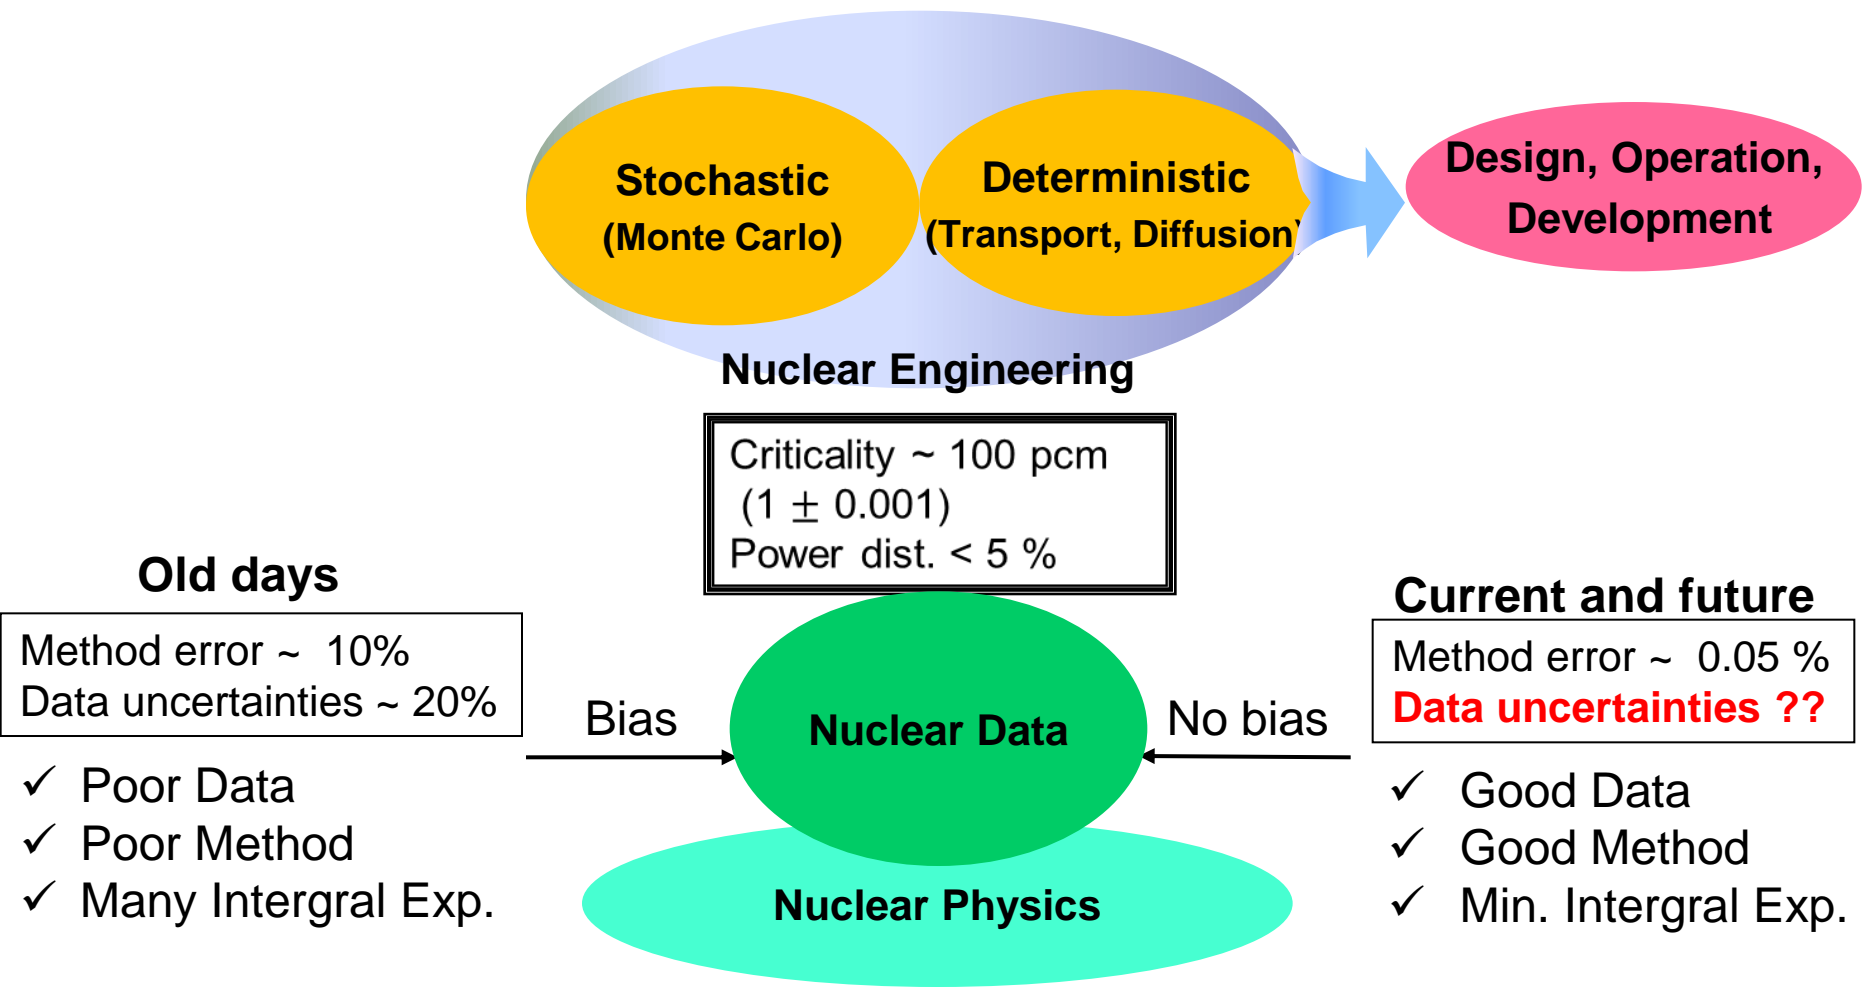 Stochastic
(Monte Carlo)
Deterministic
(Transport, Diffusion)
Design, Operation,
Development
Nuclear Engineering
Criticality ~ 100 pcm
(1 ± 0.001)
Power dist. < 5 %
Old days
Method error ~ 10%
Data uncertainties ~ 20%
✓ Poor Data
✓ Poor Method
✓ Many Intergral Exp.
Bias
Nuclear Data
No bias
Nuclear Physics
Current and future
Method error ~ 0.05 %
Data uncertainties ??
✓ Good Data
✓ Good Method
✓ Min. Intergral Exp.